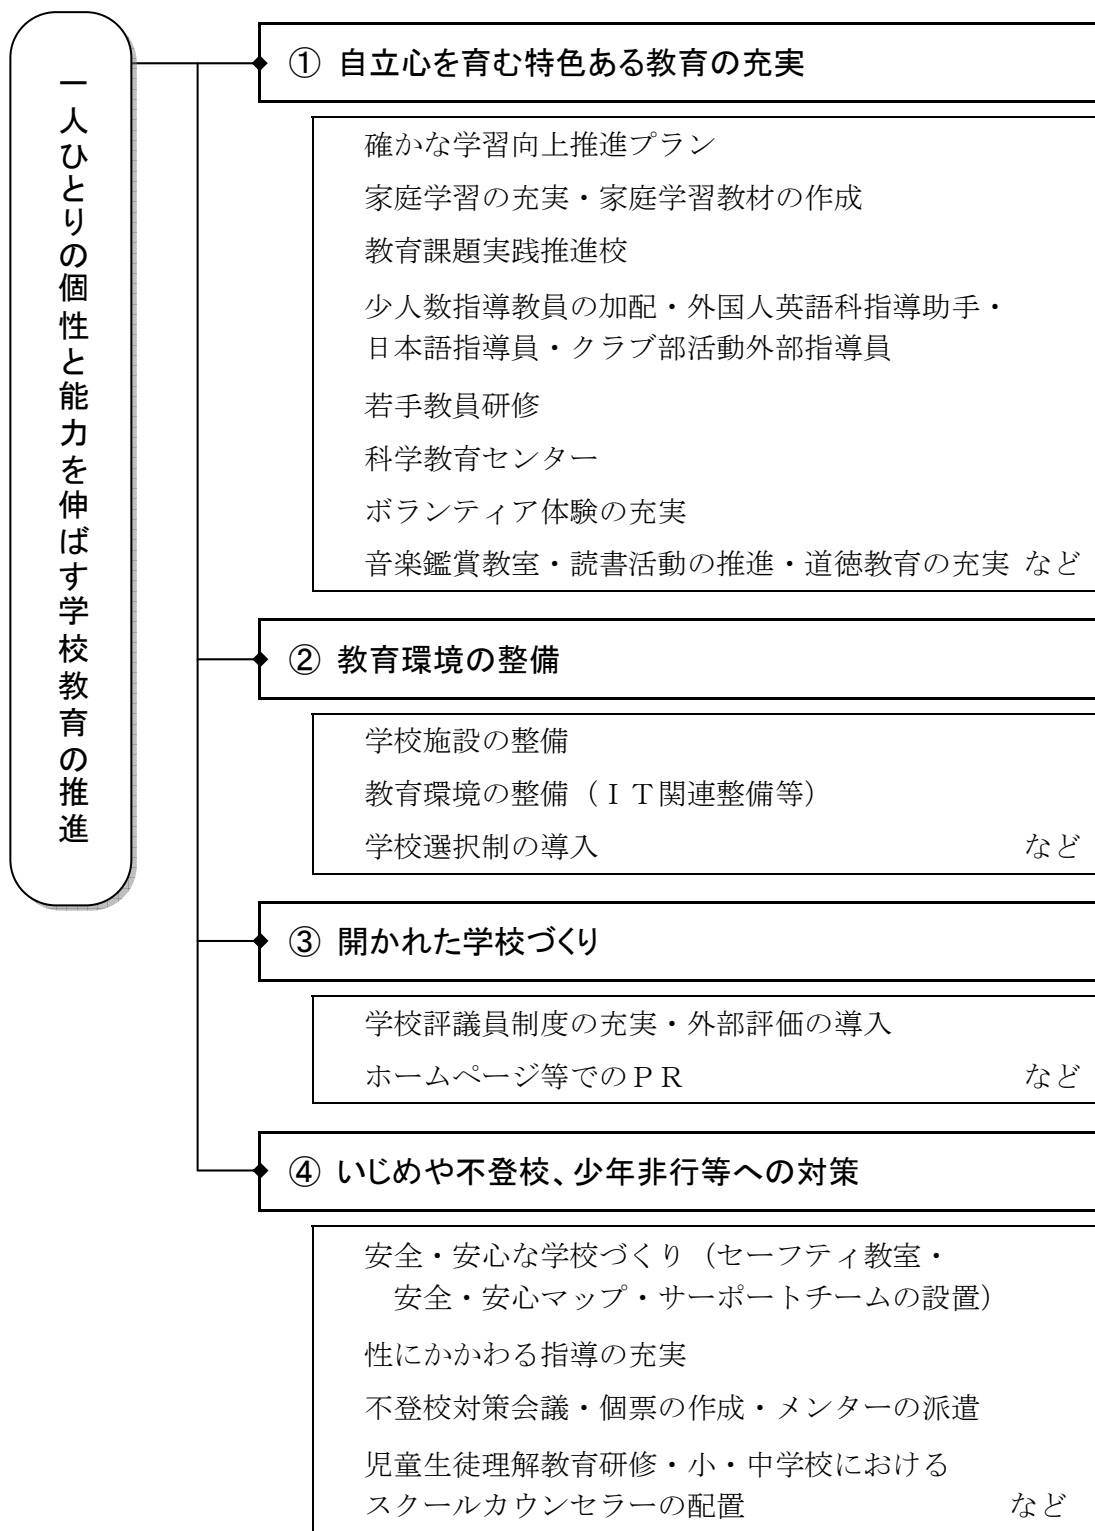 一人ひとりの個性と能力を伸ばす学校教育の推進
① 自立心を育む特色ある教育の充実
確かな学習向上推進プラン
家庭学習の充実・家庭学習教材の作成
教育課題実践推進校
少人数指導教員の加配・外国人英語科指導助手・
日本語指導員・クラブ部活動外部指導員
若手教員研修
科学教育センター
ボランティア体験の充実
音楽鑑賞教室・読書活動の推進・道徳教育の充実 など
② 教育環境の整備
学校施設の整備
教育環境の整備（ＩＴ関連整備等）
学校選択制の導入 など
③ 開かれた学校づくり
学校評議員制度の充実・外部評価の導入
ホームページ等でのＰＲ など
④ いじめや不登校、少年非行等への対策
安全・安心な学校づくり（セーフティ教室・
安全・安心マップ・サーポートチームの設置）
性にかかわる指導の充実
不登校対策会議・個票の作成・メンターの派遣
児童生徒理解教育研修・小・中学校における
スクールカウンセラーの配置 など